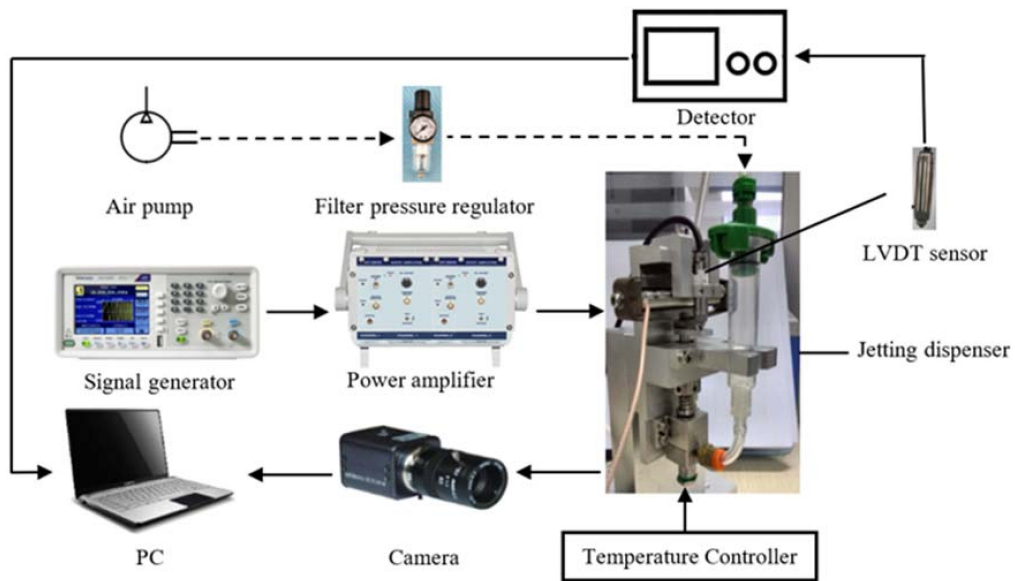 Detector
Air pump
Filter pressure regulator
LVDT sensor
Signal generator
Power amplifier
Jetting dispenser
PC
Camera
Temperature Controller